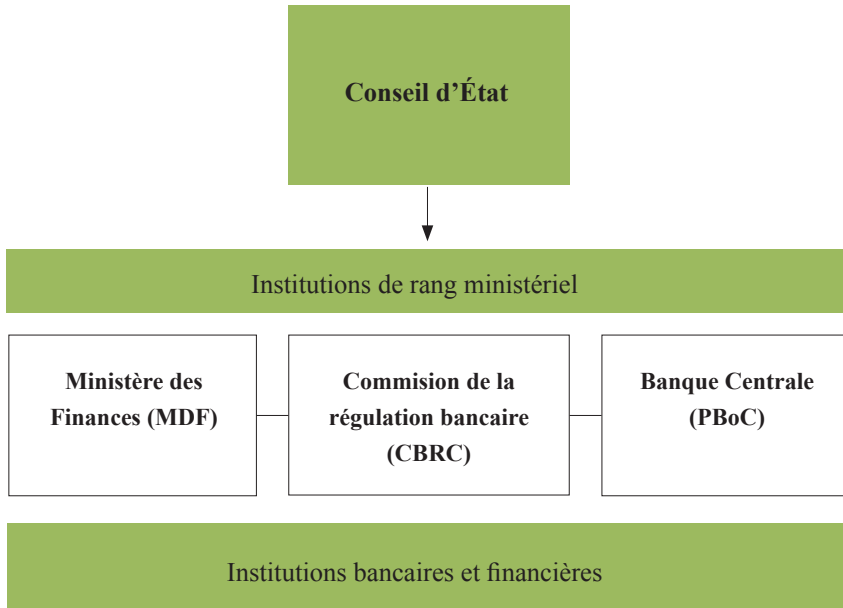 Conseil d’État
Institutions de rang ministériel
Ministère des
Finances (MDF)
Commision de la
régulation bancaire
(CBRC)
Banque Centrale
(PBoC)
Institutions bancaires et financières